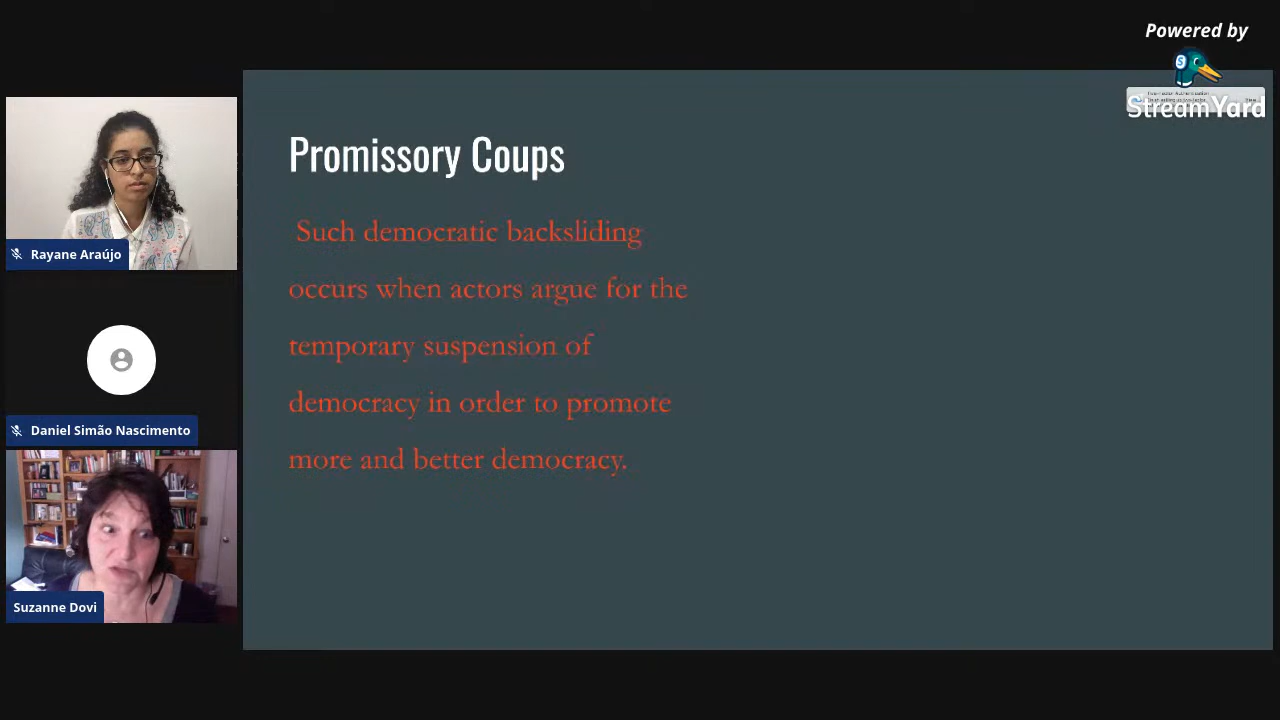 Powered by
StreamYard
Rayane Araújo
Daniel Simão Nascimento
Suzanne Dovi
Promissory Coups
Such democratic backsliding
occurs when actors argue for the
temporary suspension of
democracy in order to promote
more and better democracy.